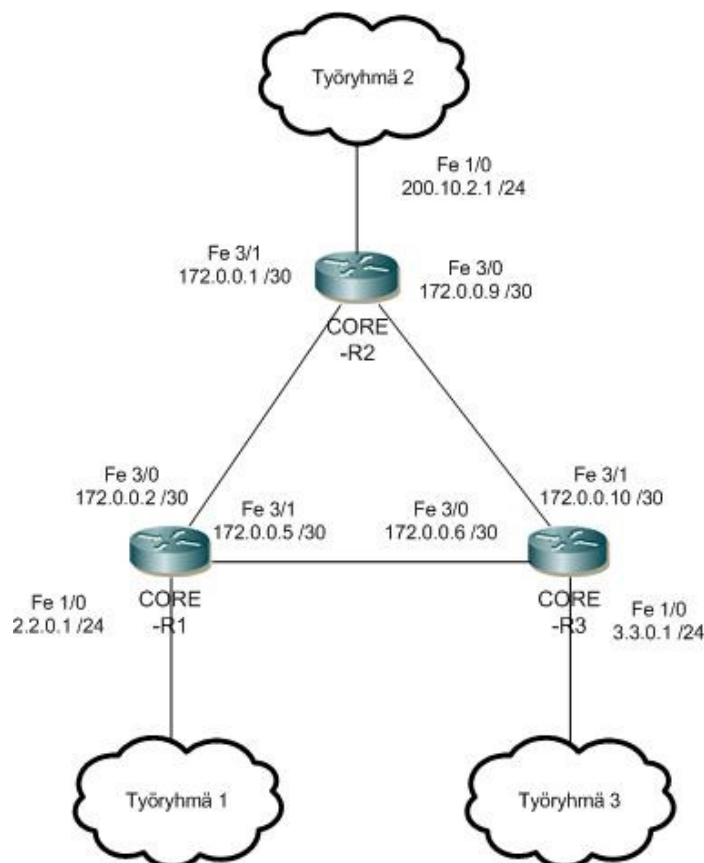 Työryhmä 2
Fe 1/0
200.10.2.1 /24
Fe 3/1
172.0.0.1 /30
Fe 3/0
172.0.0.9 /30
CORE
-R2
Fe 3/0
172.0.0.2 /30
Fe 3/1
172.0.0.5 /30
Fe 3/0
172.0.0.6 /30
Fe 3/1
172.0.0.10 /30
Fe 1/0
2.2.0.1 /24
CORE
-R1
CORE
-R3
Fe 1/0
3.3.0.1 /24
Työryhmä 1
Työryhmä 3